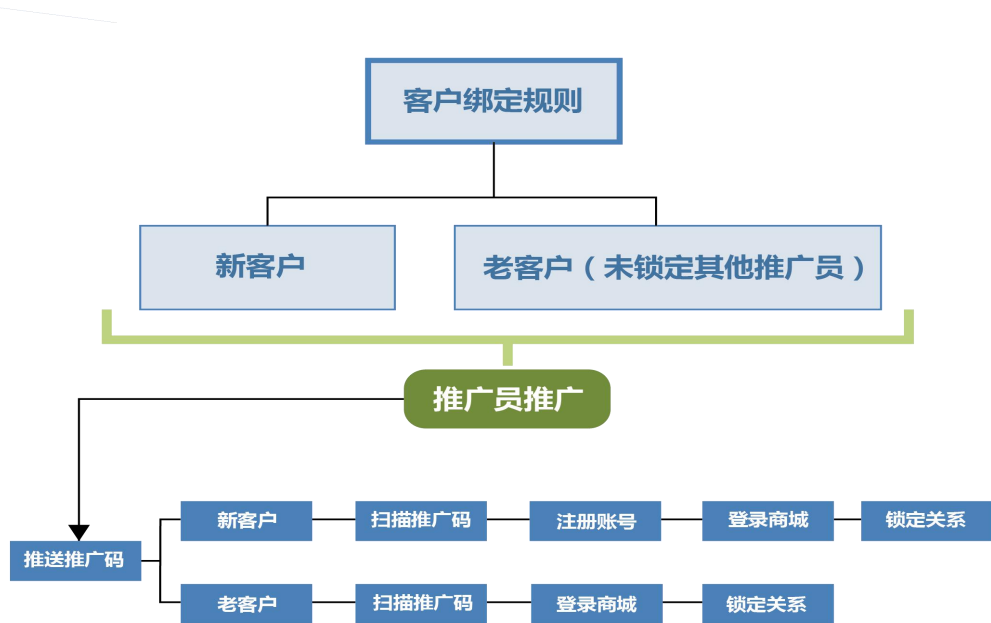 客户绑定规则
新客户
老客户（未锁定其他推广员）
推广员推广
推送推广码
新客户
扫描推广码
注册账号
登录商城
锁定关系
老客户
扫描推广码
登录商城
锁定关系